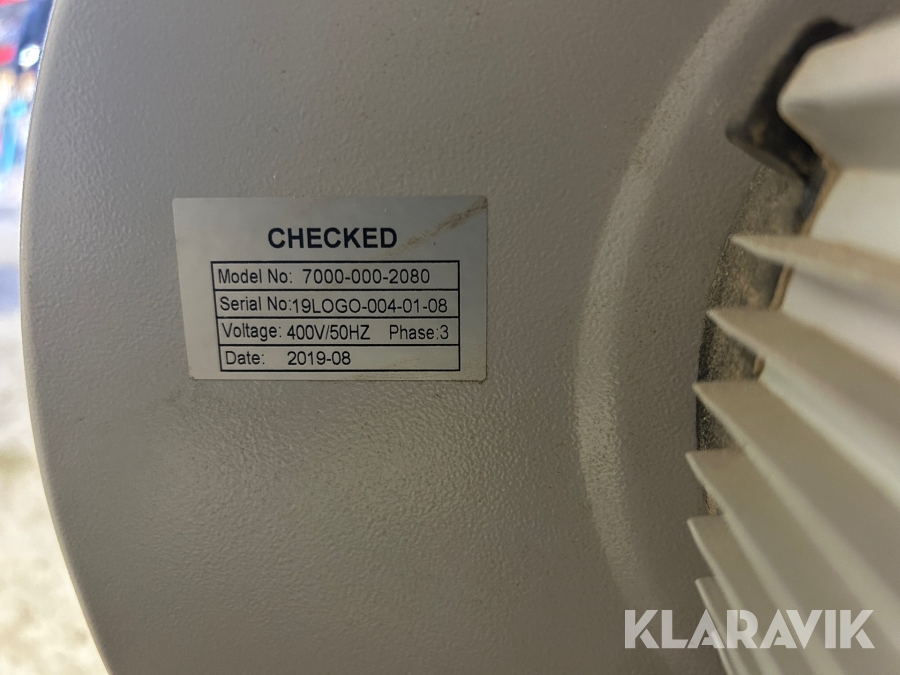 CHECKED
Model No: 7000-000-2080
Serial No:19LOGO-004-01-08
Voltage: 400V/50HZ Phase:3
Date: 2019-08
KLARAVIK